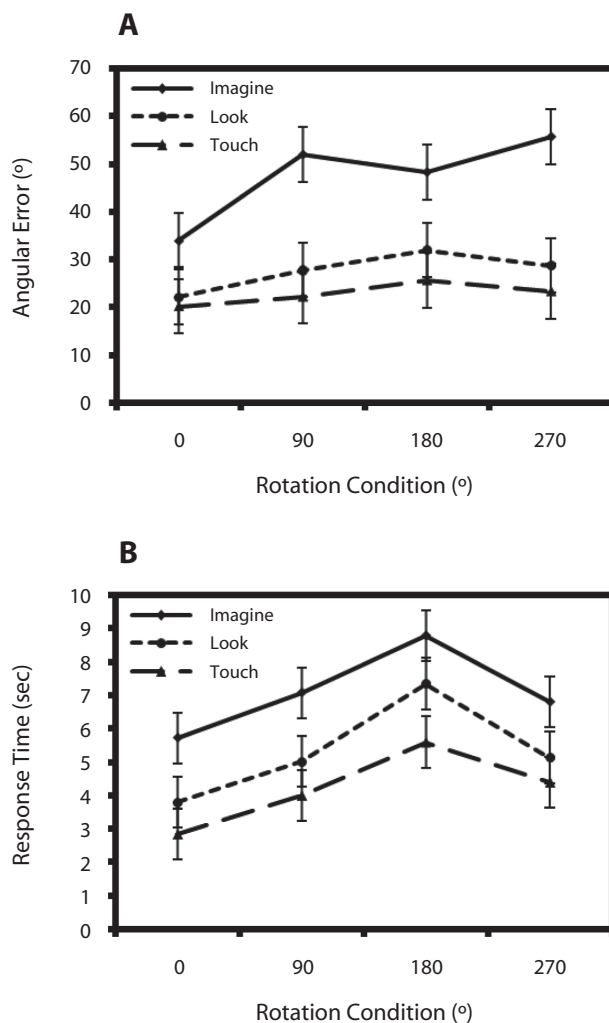 A
70
60
50
40
30
20
10
0
Angular Error (º)
Imagine
Look
Touch
0 90 180 270
Rotation Condition (º)
B
10
9
8
7
6
5
4
3
2
1
0
Response Time (sec)
Imagine
Look
Touch
0 90 180 270
Rotation Condition (º)